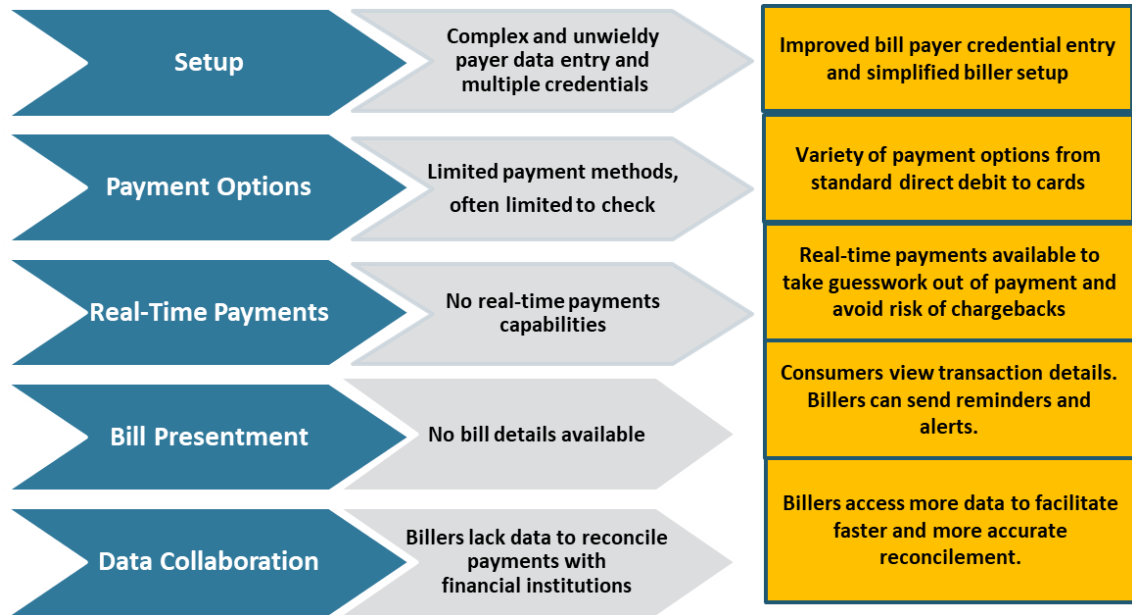 Setup
Complex and unwieldy
payer data entry and
multiple credentials
Improved bill payer credential entry
and simplified biller setup
Payment Options
Limited payment methods,
often limited to check
Variety of payment options from
standard direct debit to cards
Real-Time Payments
No real-time payments
capabilities
Real-time payments available to
take guesswork out of payment and
avoid risk of chargebacks
Bill Presentment
No bill details available
Consumers view transaction details.
Billers can send reminders and
alerts.
Data Collaboration
Billers lack data to reconcile
payments with
financial institutions
Billers access more data to facilitate
faster and more accurate
reconcilement.